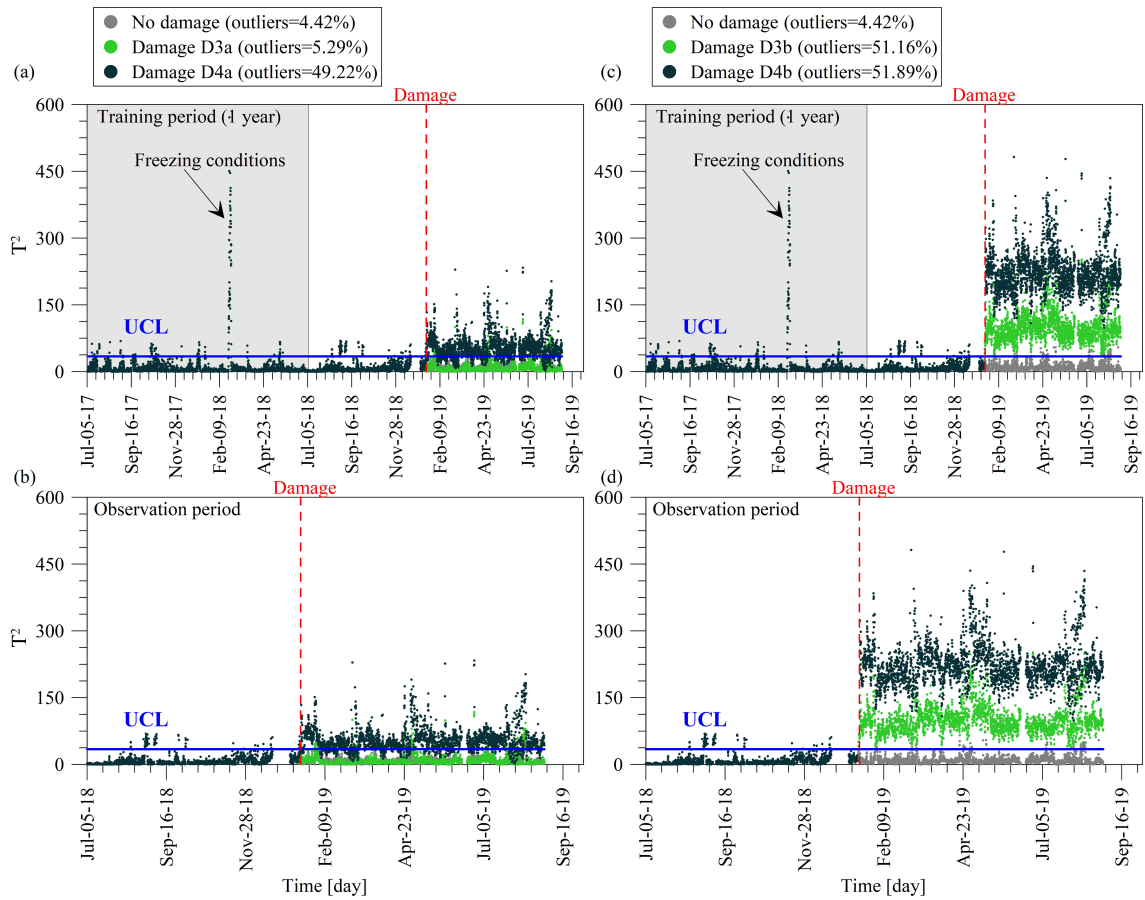 No damage (outliers=4.42%)
Damage D3a (outliers=5.29%)
Damage D4a (outliers=49.22%)
(a)
Damage
600
450
300
150
0
T²
Training period (1 year)
Freezing conditions
UCL
Jul-05-17
Sep-16-17
Nov-28-17
Feb-09-18
Apr-23-18
Jul-05-18
Sep-16-18
Nov-28-18
Feb-09-19
Apr-23-19
Jul-05-19
Sep-16-19
No damage (outliers=4.42%)
Damage D3b (outliers=51.16%)
Damage D4b (outliers=51.89%)
(c)
Damage
600
450
300
150
0
Training period (1 year)
Freezing conditions
UCL
Jul-05-17
Sep-16-17
Nov-28-17
Feb-09-18
Apr-23-18
Jul-05-18
Sep-16-18
Nov-28-18
Feb-09-19
Apr-23-19
Jul-05-19
Sep-16-19
(b)
Damage
600
450
300
150
0
T²
Observation period
UCL
Jul-05-18
Sep-16-18
Nov-28-18
Feb-09-19
Apr-23-19
Jul-05-19
Sep-16-19
Time [day]
(d)
Damage
600
450
300
150
0
Observation period
UCL
Jul-05-18
Sep-16-18
Nov-28-18
Feb-09-19
Apr-23-19
Jul-05-19
Sep-16-19
Time [day]